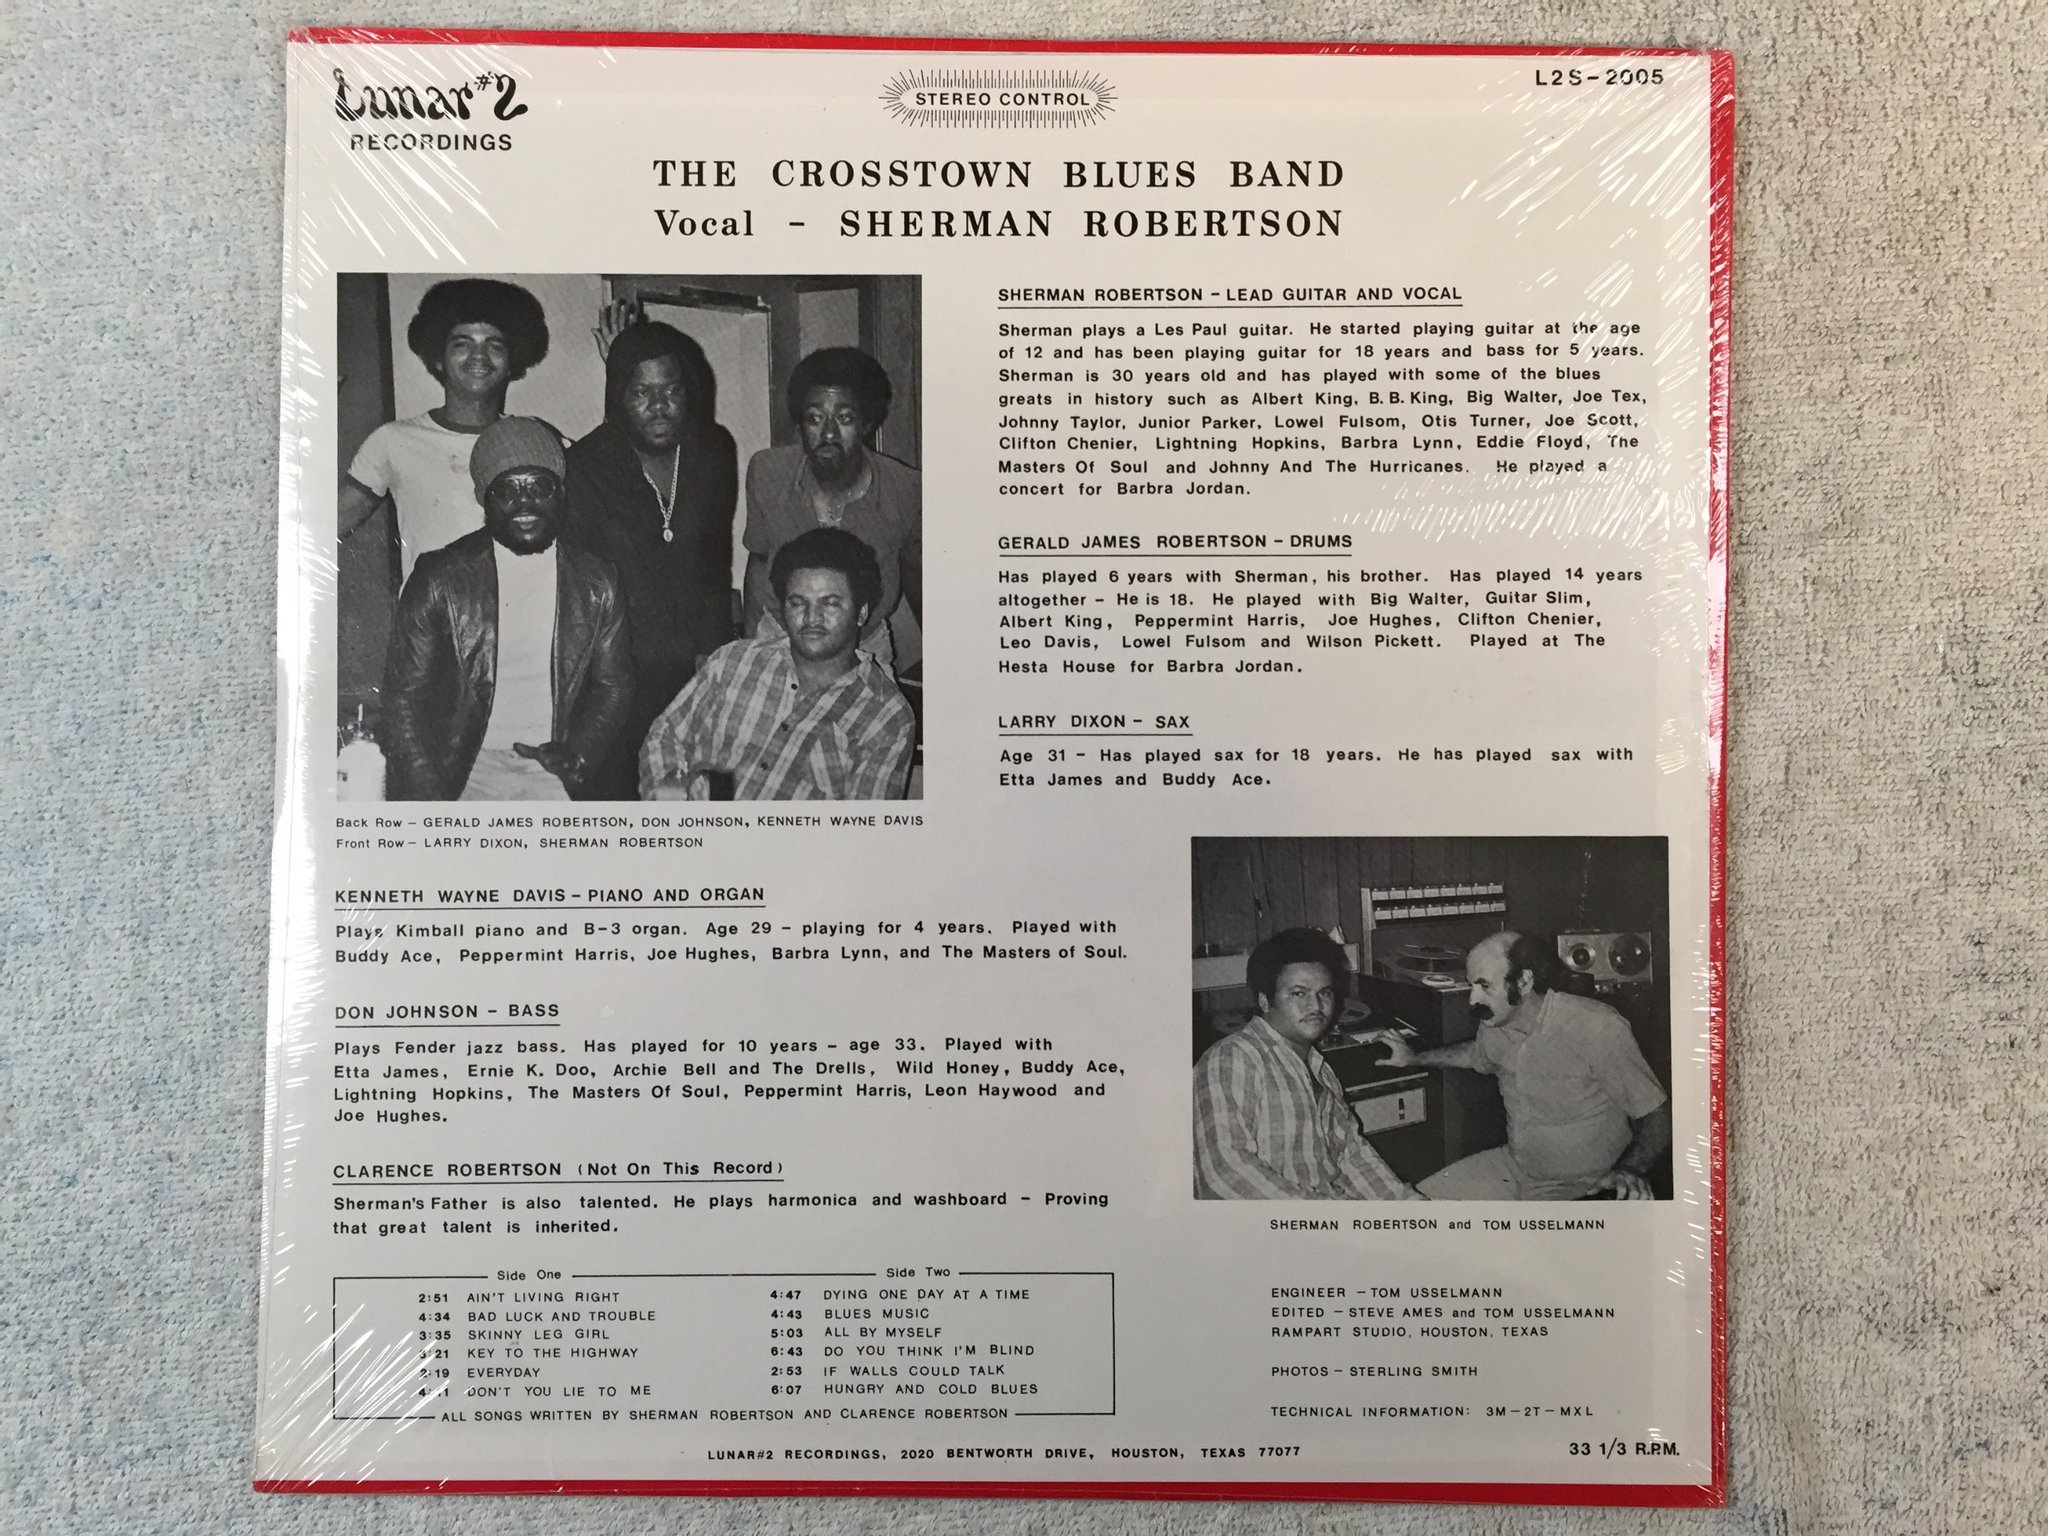 Lunar #2
RECORDINGS
STEREO CONTROL
L2S-2005
THE CROSSTOWN BLUES BAND
Vocal - SHERMAN ROBERTSON
SHERMAN ROBERTSON - LEAD GUITAR AND VOCAL
Sherman plays a Les Paul guitar. He started playing guitar at the age
of 12 and has been playing guitar for 18 years and bass for 5 years.
Sherman is 30 years old and has played with some of the blues
greats in history such as Albert King, B.B. King, Big Walter, Joe Tex,
Johnny Taylor, Junior Parker, Lowel Fulsom, Otis Turner, Joe Scott,
Clifton Chenier, Lightning Hopkins, Barbra Lynn, Eddie Floyd, The
Masters Of Soul and Johnny And The Hurricanes. He played a
concert for Barbra Jordan.
GERALD JAMES ROBERTSON - DRUMS
Has played 6 years with Sherman, his brother. Has played 14 years
altogether - He is 18. He played with Big Walter, Guitar Slim,
Albert King, Peppermint Harris, Joe Hughes, Clifton Chenier,
Leo Davis, Lowel Fulsom and Wilson Pickett. Played at The
Hesta House for Barbra Jordan.
LARRY DIXON - SAX
Age 31 - Has played sax for 18 years. He has played sax with
Etta James and Buddy Ace.
Back Row - GERALD JAMES ROBERTSON, DON JOHNSON, KENNETH WAYNE DAVIS
Front Row - LARRY DIXON, SHERMAN ROBERTSON
KENNETH WAYNE DAVIS - PIANO AND ORGAN
Plays Kimball piano and B-3 organ. Age 29 - playing for 4 years. Played with
Buddy Ace, Peppermint Harris, Joe Hughes, Barbra Lynn, and The Masters of Soul.
DON JOHNSON - BASS
Plays Fender jazz bass. Has played for 10 years - age 33. Played with
Etta James, Ernie K. Doo, Archie Bell and The Drells, Wild Honey, Buddy Ace,
Lightning Hopkins, The Masters Of Soul, Peppermint Harris, Leon Haywood and
Joe Hughes.
CLARENCE ROBERTSON (Not On This Record)
Sherman's Father is also talented. He plays harmonica and washboard - Proving
that great talent is inherited.
SHERMAN ROBERTSON and TOM USSELMANN
Side One
2:51 AIN'T LIVING RIGHT
4:34 BAD LUCK AND TROUBLE
3:35 SKINNY LEG GIRL
3:21 KEY TO THE HIGHWAY
2:19 EVERYDAY
DON'T YOU LIE TO ME
Side Two
4:47 DYING ONE DAY AT A TIME
4:43 BLUES MUSIC
5:03 ALL BY MYSELF
6:43 DO YOU THINK I'M BLIND
2:53 IF WALLS COULD TALK
6:07 HUNGRY AND COLD BLUES
ALL SONGS WRITTEN BY SHERMAN ROBERTSON AND CLARENCE ROBERTSON
ENGINEER - TOM USSELMANN
EDITED - STEVE AMES and TOM USSELMANN
RAMPART STUDIO, HOUSTON, TEXAS
PHOTOS - STERLING SMITH
TECHNICAL INFORMATION: 3M-2T-MXL
LUNAR#2 RECORDINGS, 2020 BENTWORTH DRIVE, HOUSTON, TEXAS 77077
33 1/3 R.P.M.